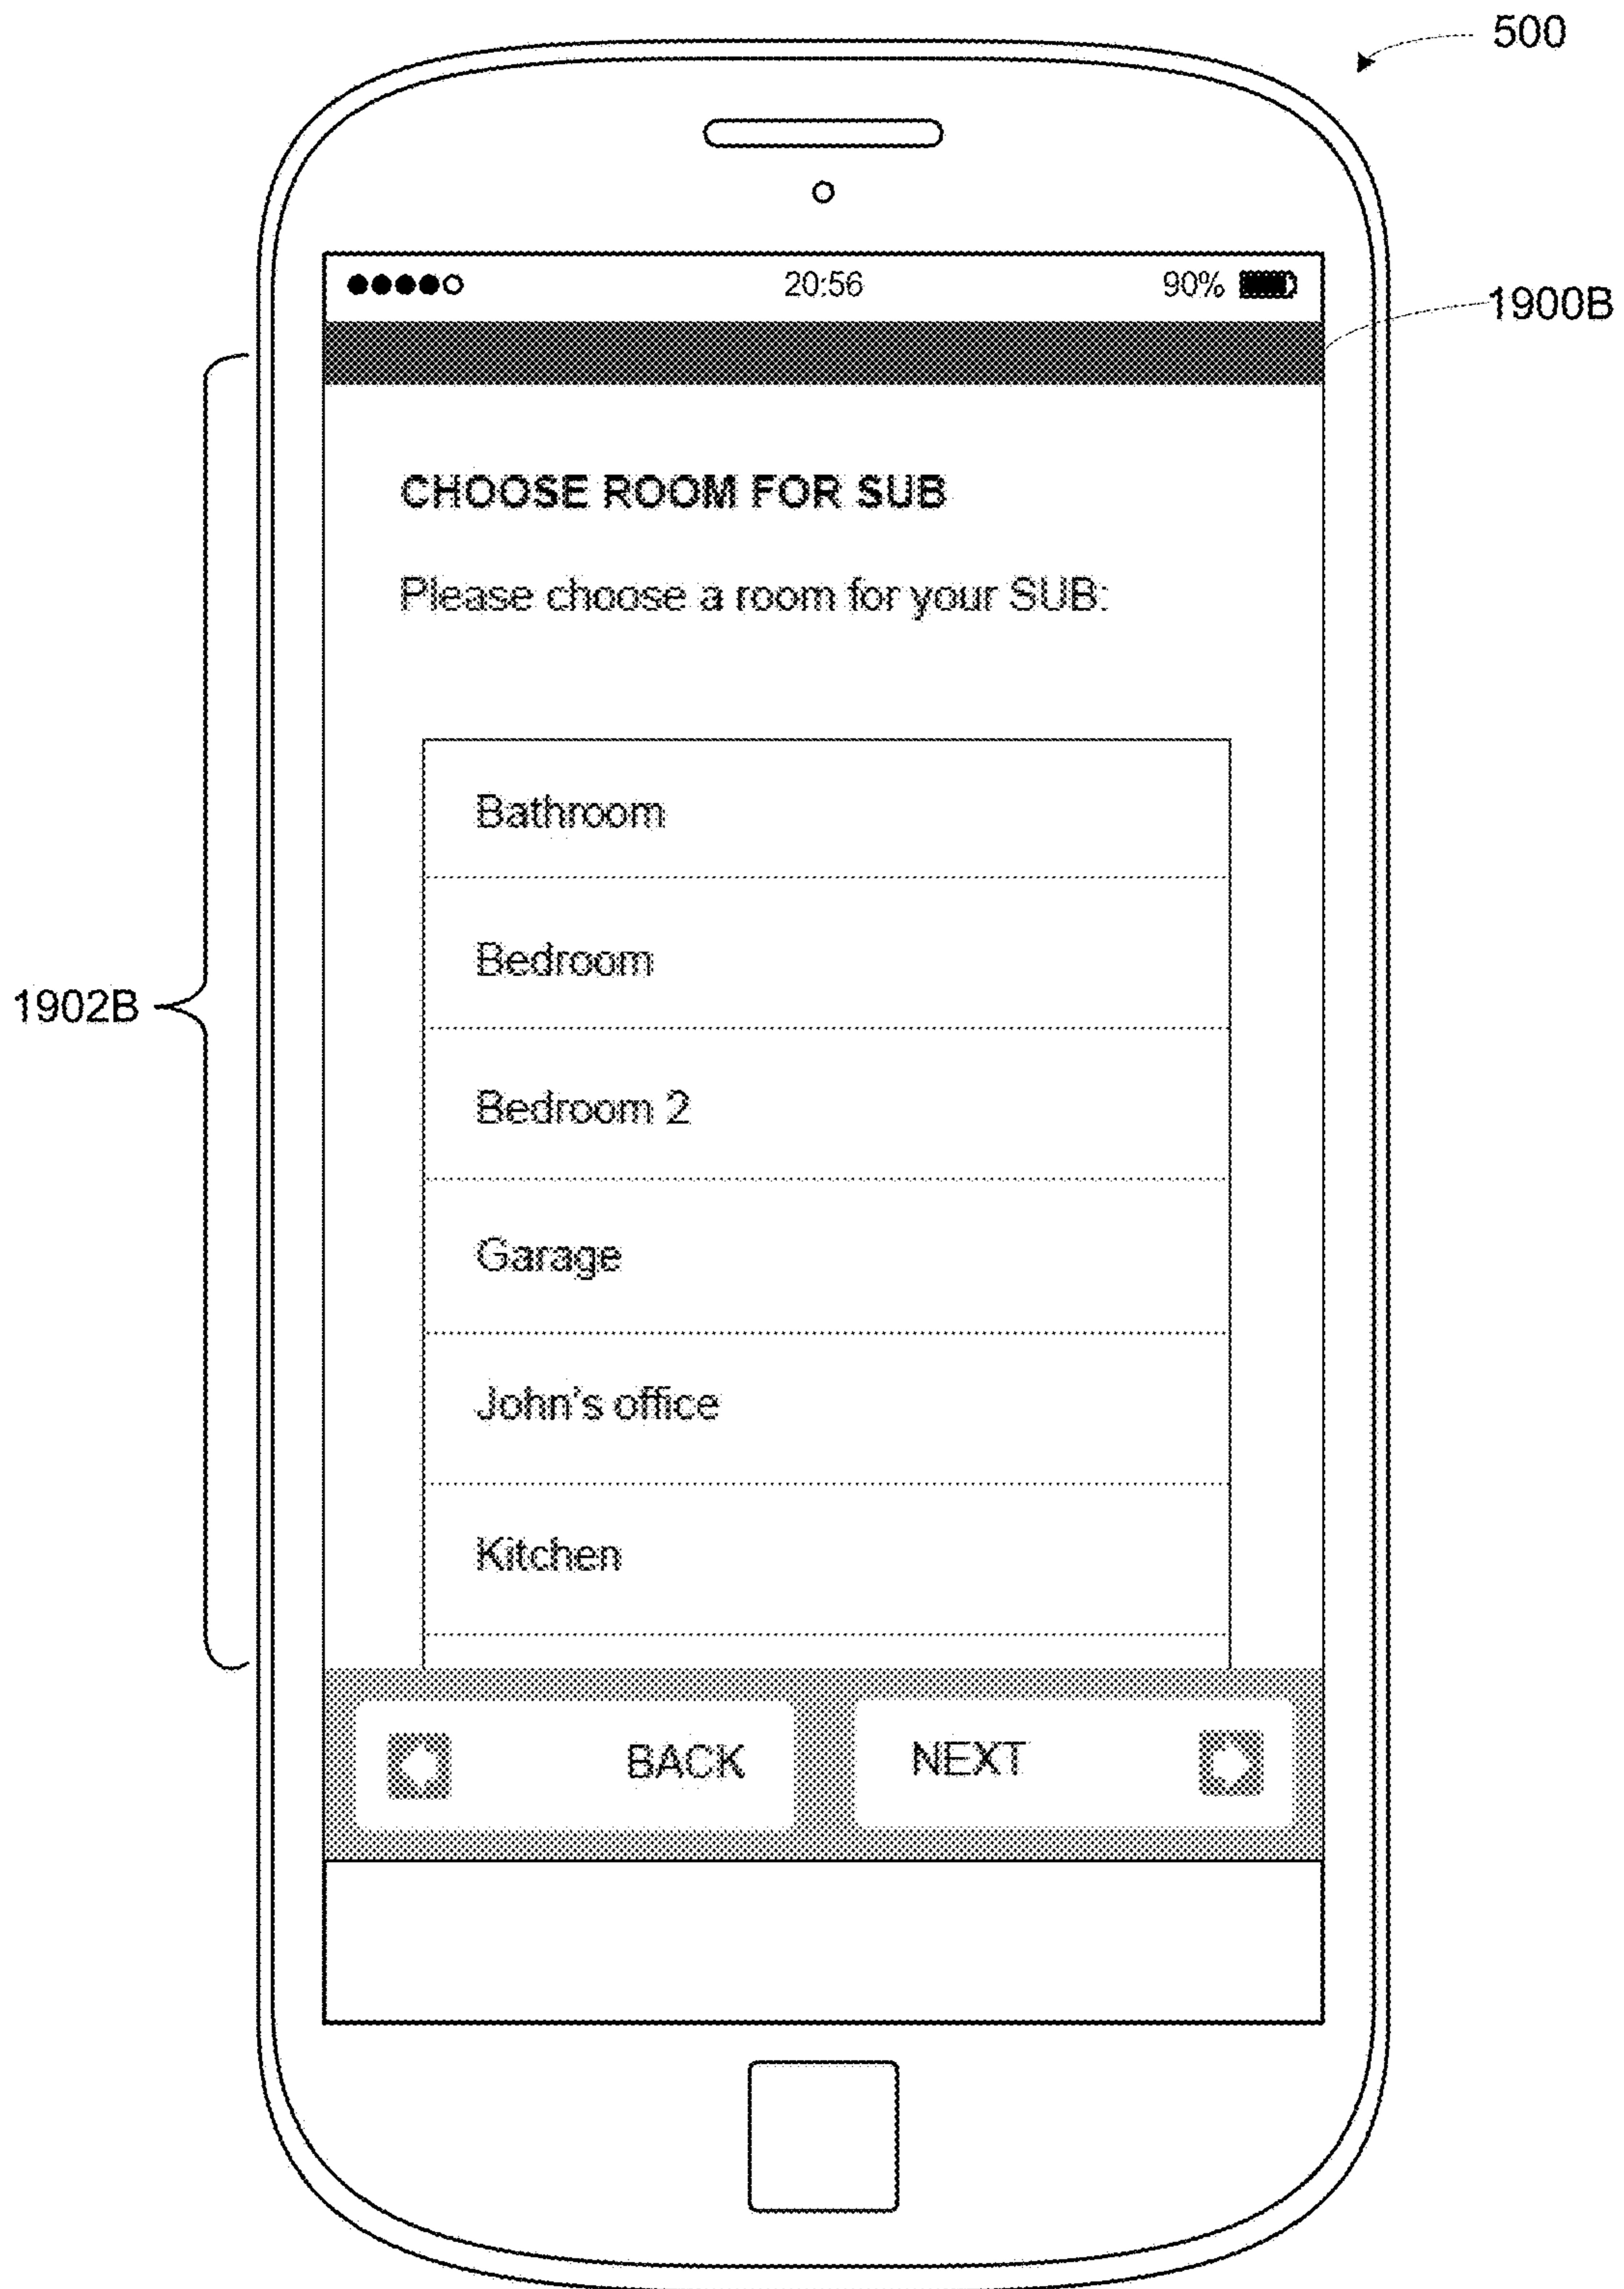 500
20:56 90%
1900B
CHOOSE ROOM FOR SUB
Please choose a room for your SUB:
Bathroom
Bedroom
1902B
Bedroom 2
Garage
John's office
Kitchen
BACK NEXT